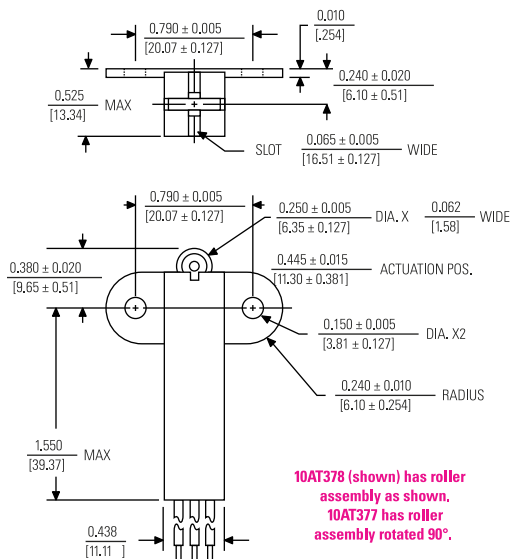 0.790 ± 0.005
[20.07 ± 0.127]
0.010
[.254]
0.240 ± 0.020
[6.10 ± 0.51]
0.525
[13.34]
MAX
SLOT
0.065 ± 0.005
[16.51 ± 0.127]
WIDE
0.790 ± 0.005
[20.07 ± 0.127]
0.250 ± 0.005
[6.35 ± 0.127]
DIA. X
0.062
[1.58]
WIDE
0.380 ± 0.020
[9.65 ± 0.51]
0.445 ± 0.015
[11.30 ± 0.381]
ACTUATION POS.
0.150 ± 0.005
[3.81 ± 0.127]
DIA. X2
0.240 ± 0.010
[6.10 ± 0.254]
RADIUS
1.550
[39.37]
MAX
10AT378 (shown) has roller
assembly as shown.
10AT377 has roller
assembly rotated 90°.
0.438
[11.11 ]